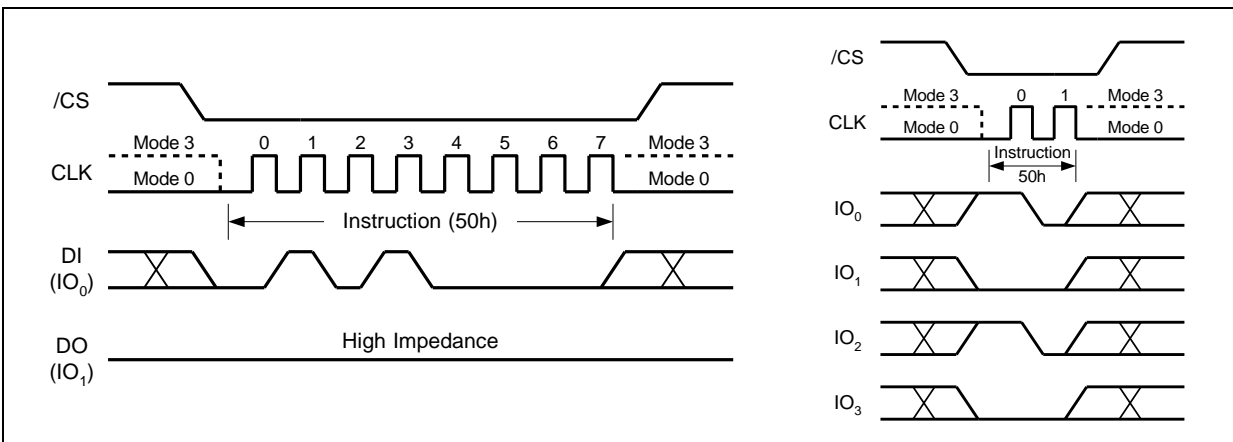 /CS
Mode 3 0 1 2 3 4 5 6 7 Mode 3
CLK
Mode 0 Mode 0
Instruction (50h)
DI
(IO0)
High Impedance
DO
(IO1)
/CS
Mode 3 0 1 Mode 3
CLK
Mode 0 Mode 0
Instruction
50h
IO0
IO1
IO2
IO3